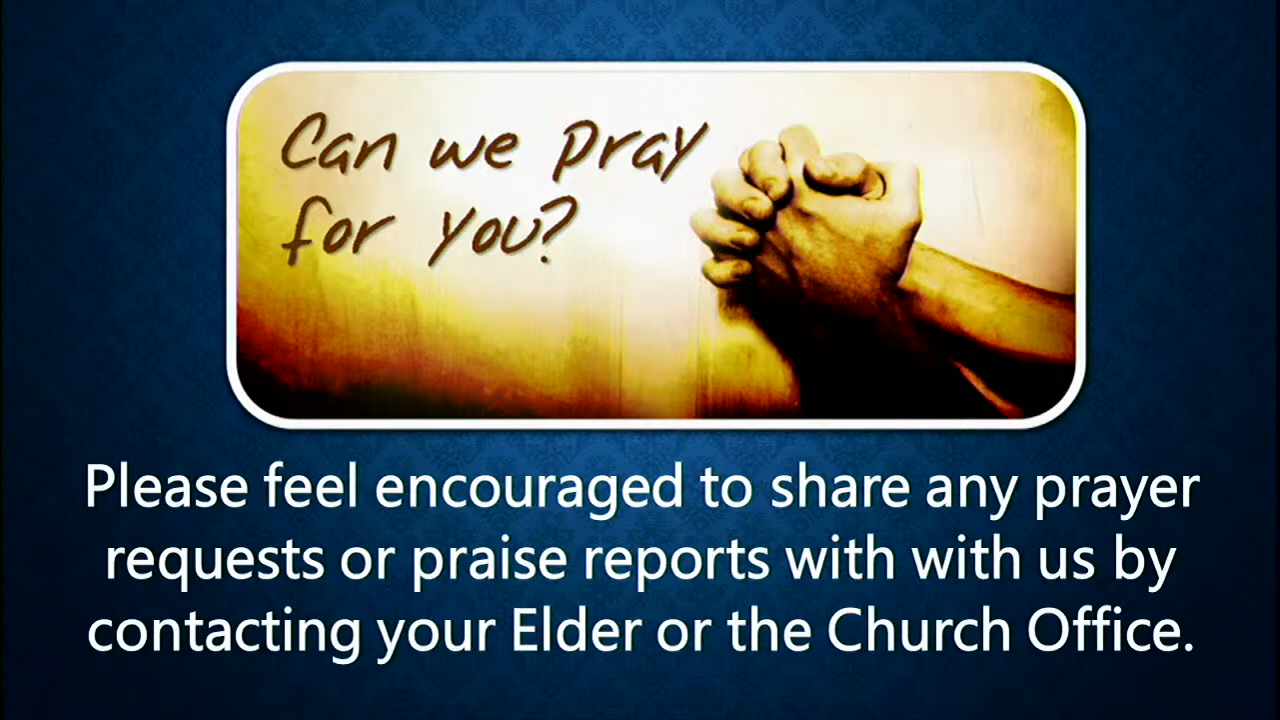 Can we pray
for you?
Please feel encouraged to share any prayer
requests or praise reports with with us by
contacting your Elder or the Church Office.